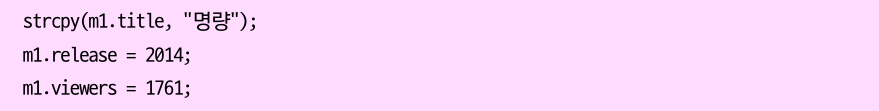 strcpy(m1.title, "명량");
m1.release = 2014;
m1.viewers = 1761;